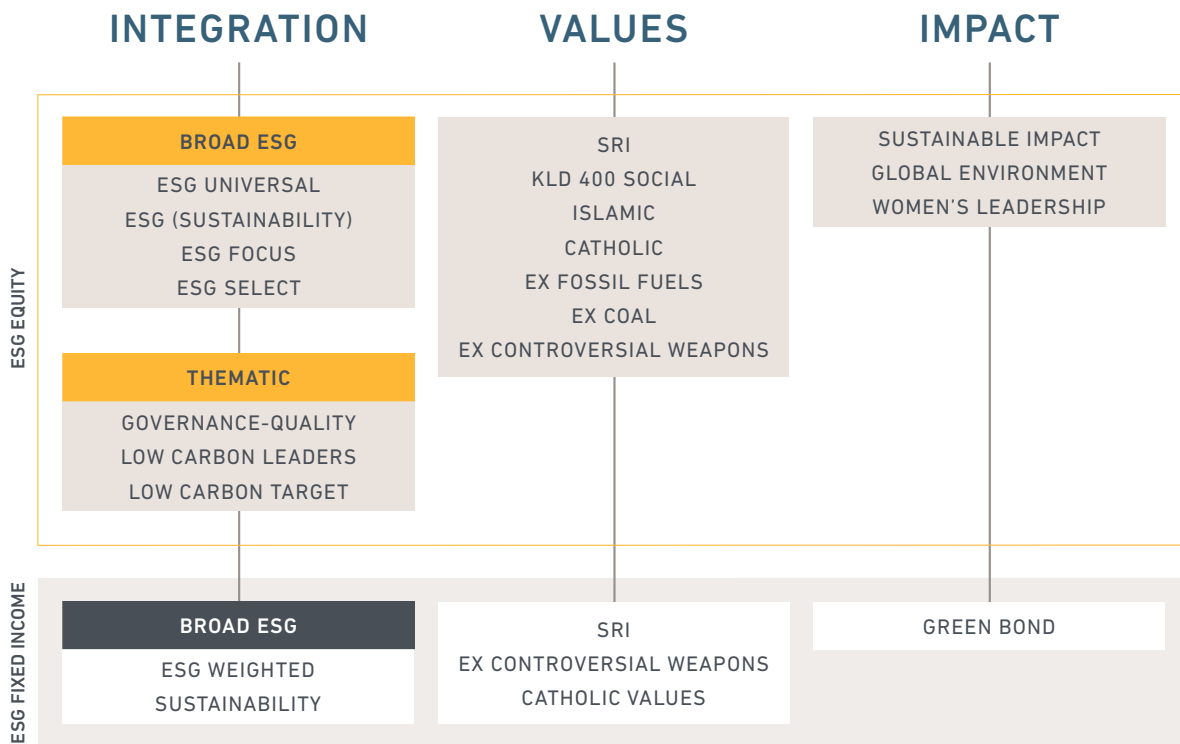 INTEGRATION
VALUES
IMPACT
ESG EQUITY
BROAD ESG
ESG UNIVERSAL
ESG (SUSTAINABILITY)
ESG FOCUS
ESG SELECT
THEMATIC
GOVERNANCE-QUALITY
LOW CARBON LEADERS
LOW CARBON TARGET
SRI
KLD 400 SOCIAL
ISLAMIC
CATHOLIC
EX FOSSIL FUELS
EX COAL
EX CONTROVERSIAL WEAPONS
SUSTAINABLE IMPACT
GLOBAL ENVIRONMENT
WOMEN'S LEADERSHIP
ESG FIXED INCOME
BROAD ESG
ESG WEIGHTED
SUSTAINABILITY
SRI
EX CONTROVERSIAL WEAPONS
CATHOLIC VALUES
GREEN BOND